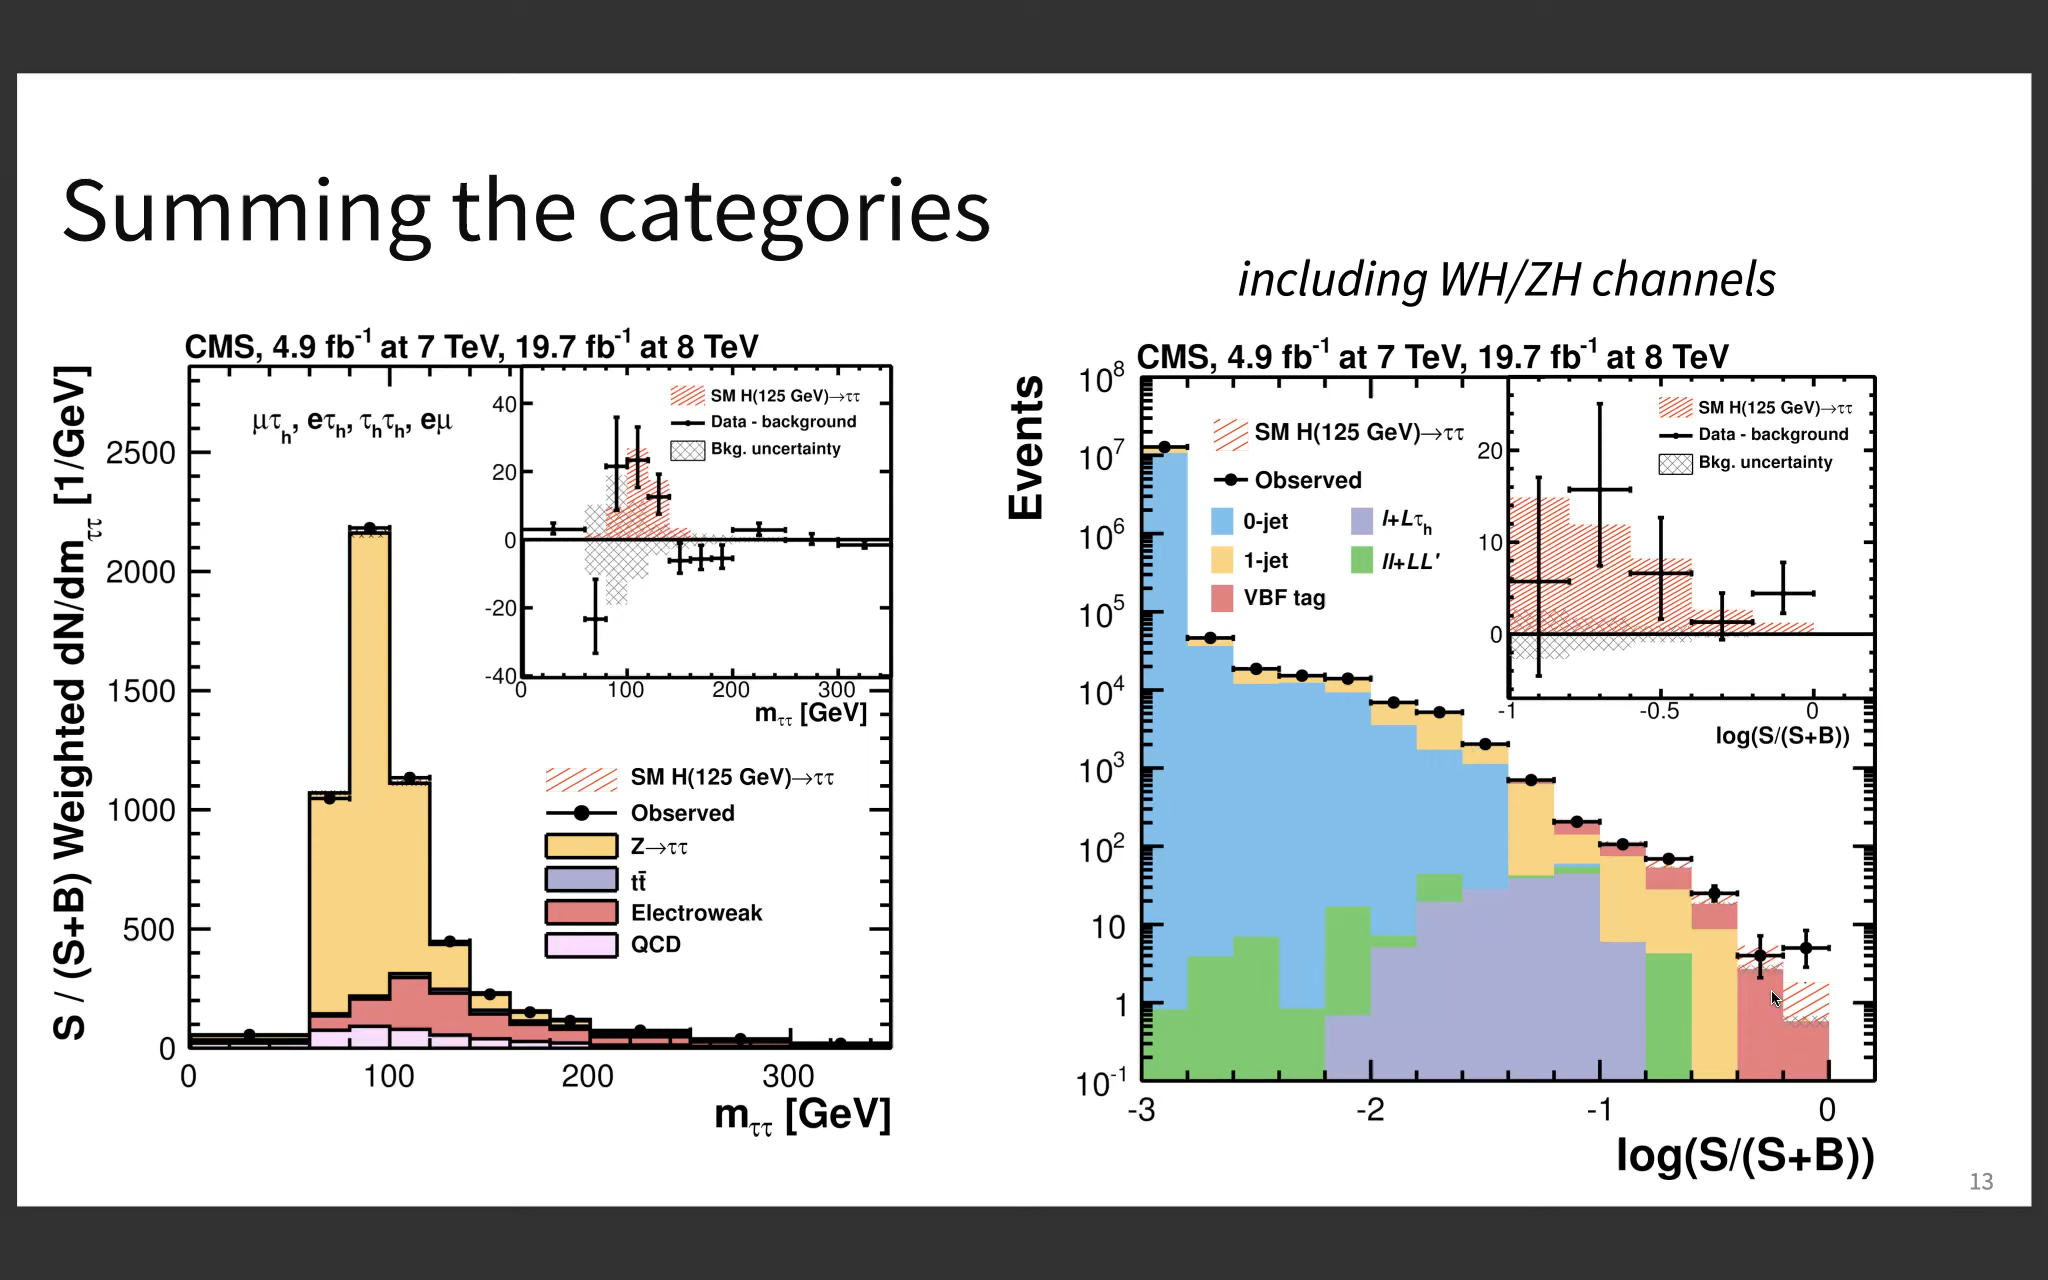 Summing the categories
including WH/ZH channels
CMS, 4.9 fb⁻¹ at 7 TeV, 19.7 fb⁻¹ at 8 TeV
S / (S+B) Weighted dN/dm_ττ [1/GeV]
μτ_h, eτ_h, τ_hτ_h, eμ
2500
2000
1500
1000
500
0
0 100 200 300
m_ττ [GeV]
SM H(125 GeV)→ττ
Observed
Z→ττ
tt̄
Electroweak
QCD
40
20
0
-20
-40
0 100 200 300
m_ττ [GeV]
SM H(125 GeV)→ττ
Data - background
Bkg. uncertainty
CMS, 4.9 fb⁻¹ at 7 TeV, 19.7 fb⁻¹ at 8 TeV
Events
10⁸
10⁷
10⁶
10⁵
10⁴
10³
10²
10
1
10⁻¹
-3 -2 -1 0
log(S/(S+B))
SM H(125 GeV)→ττ
Observed
0-jet l+Lτ_h
1-jet ll+LL'
VBF tag
20
10
0
-1 -0.5 0
log(S/(S+B))
SM H(125 GeV)→ττ
Data - background
Bkg. uncertainty
13